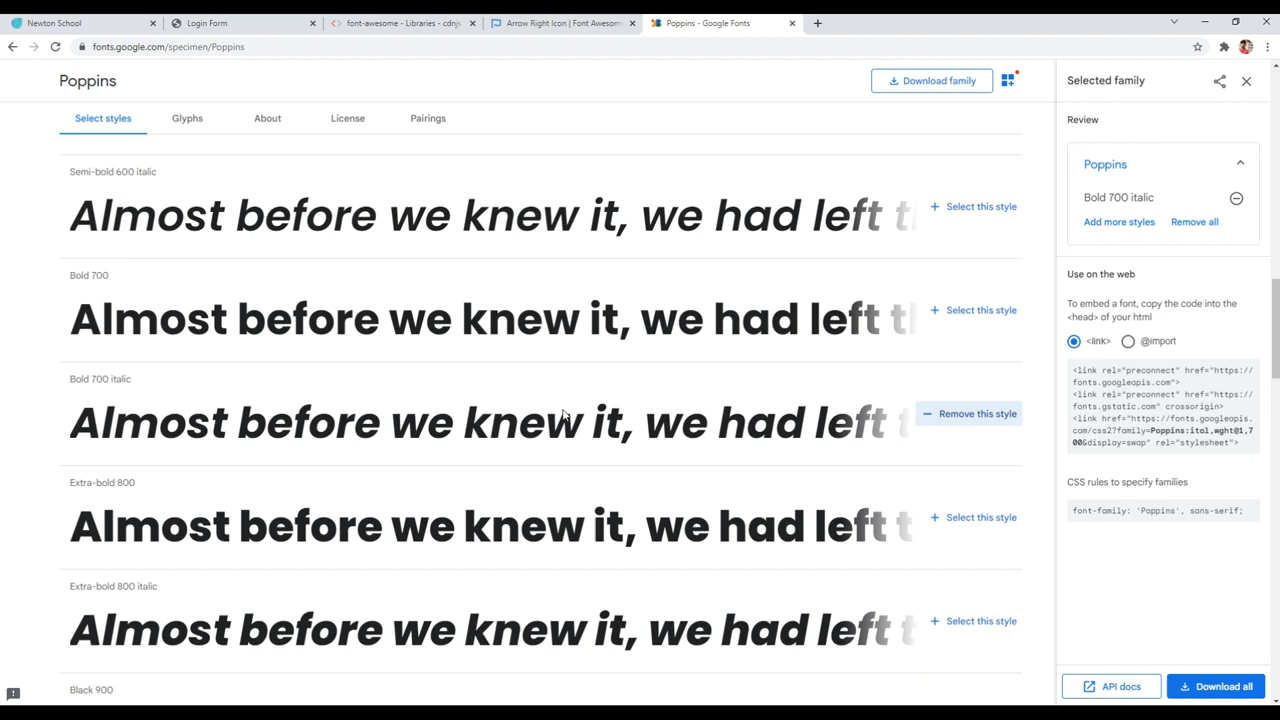 Newton School
Login Form
font-awesome - Libraries - cdnjs
Arrow Right Icon | Font Awesome
Poppins - Google Fonts
fonts.google.com/specimen/Poppins
Poppins
Download family
Select styles
Glyphs
About
License
Pairings
Semi-bold 600 italic
Almost before we knew it, we had left th
Select this style
Bold 700
Almost before we knew it, we had left th
Select this style
Bold 700 italic
Almost before we knew it, we had left t
Remove this style
Extra-bold 800
Almost before we knew it, we had left t
Select this style
Extra-bold 800 italic
Almost before we knew it, we had left t
Select this style
Black 900
Selected family
Review
Poppins
Bold 700 italic
Add more styles
Remove all
Use on the web
To embed a font, copy the code into the
<head> of your html
<link>
@import
<link rel="preconnect" href="https://
fonts.googleapis.com">
<link rel="preconnect" href="https://
fonts.gstatic.com" crossorigin>
<link href="https://fonts.googleapis.
com/css2?family=Poppins:ital,wght@1,7
00&display=swap" rel="stylesheet">
CSS rules to specify families
font-family: 'Poppins', sans-serif;
API docs
Download all